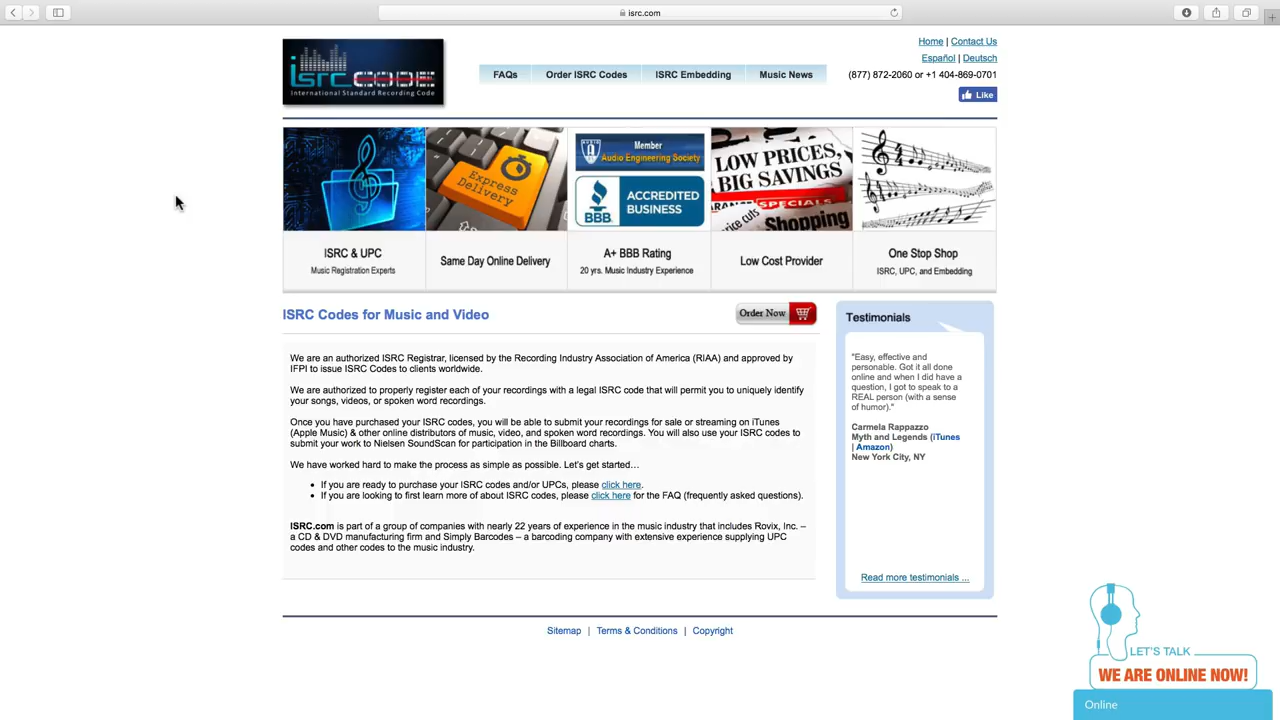 isrc.com
isrc CODE
International Standard Recording Code
FAQs
Order ISRC Codes
ISRC Embedding
Music News
Home | Contact Us
Español | Deutsch
(877) 872-2060 or +1 404-869-0701
Like
Express
Delivery
Member
Audio Engineering Society
BBB
ACCREDITED
BUSINESS
LOW PRICES,
BIG SAVINGS
SPECIALS
price cuts
Shopping
ISRC & UPC
Music Registration Experts
Same Day Online Delivery
A+ BBB Rating
20 yrs. Music Industry Experience
Low Cost Provider
One Stop Shop
ISRC, UPC, and Embedding
ISRC Codes for Music and Video
Order Now
We are an authorized ISRC Registrar, licensed by the Recording Industry Association of America (RIAA) and approved by
IFPI to issue ISRC Codes to clients worldwide.
We are authorized to properly register each of your recordings with a legal ISRC code that will permit you to uniquely identify
your songs, videos, or spoken word recordings.
Once you have purchased your ISRC codes, you will be able to submit your recordings for sale or streaming on iTunes
(Apple Music) & other online distributors of music, video, and spoken word recordings. You will also use your ISRC codes to
submit your work to Nielsen SoundScan for participation in the Billboard charts.
We have worked hard to make the process as simple as possible. Let's get started…
• If you are ready to purchase your ISRC codes and/or UPCs, please click here.
• If you are looking to first learn more of about ISRC codes, please click here for the FAQ (frequently asked questions).
ISRC.com is part of a group of companies with nearly 22 years of experience in the music industry that includes Rovix, Inc. –
a CD & DVD manufacturing firm and Simply Barcodes – a barcoding company with extensive experience supplying UPC
codes and other codes to the music industry.
Testimonials
"Easy, effective and
personable. Got it all done
online and when I did have a
question, I got to speak to a
REAL person (with a sense
of humor)."
Carmela Rappazzo
Myth and Legends (iTunes
| Amazon)
New York City, NY
Read more testimonials ...
Sitemap | Terms & Conditions | Copyright
LET'S TALK
WE ARE ONLINE NOW!
Online